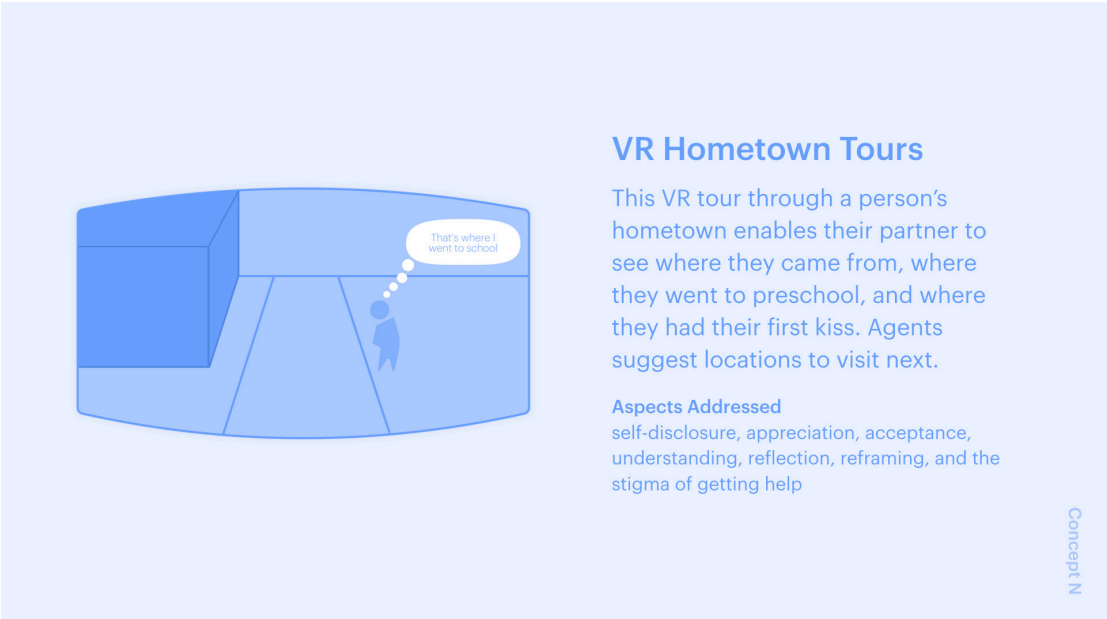 VR Hometown Tours
This VR tour through a person’s
hometown enables their partner to
see where they came from, where
they went to preschool, and where
they had their first kiss. Agents
suggest locations to visit next.
Aspects Addressed
self-disclosure, appreciation, acceptance,
understanding, reflection, reframing, and the
stigma of getting help
That's where I
went to school
Concept N